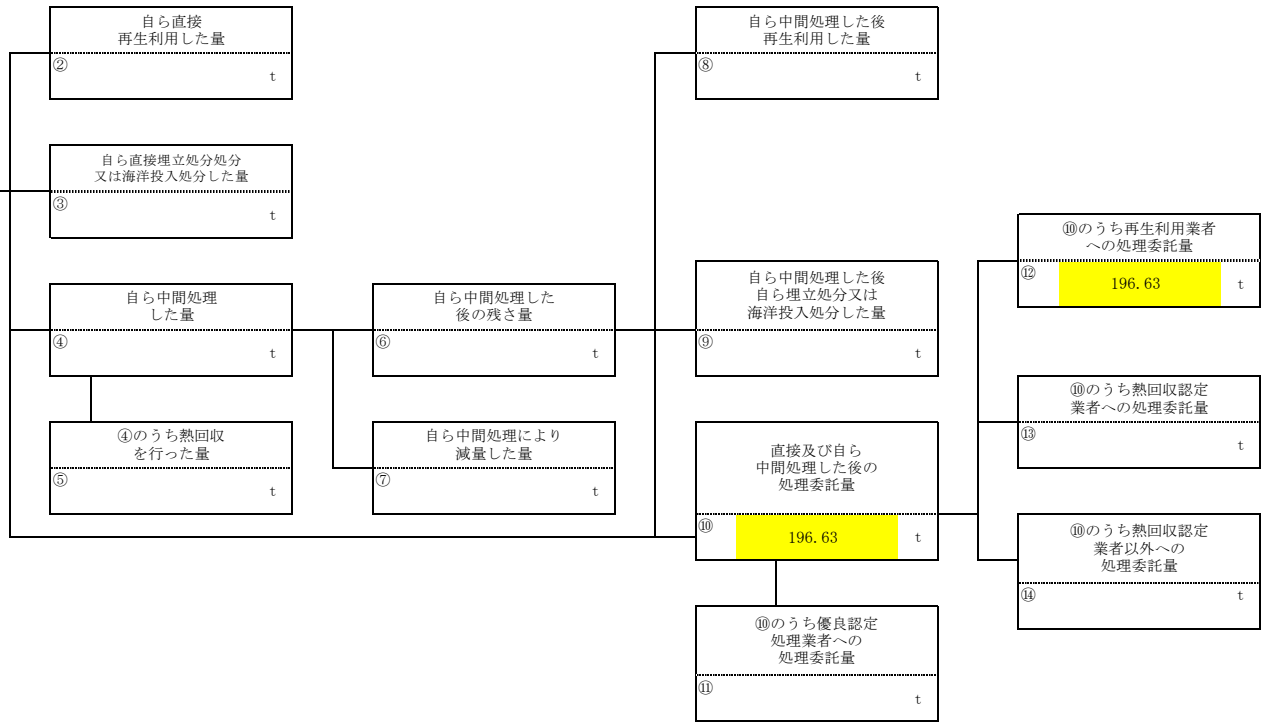 自ら直接
再生利用した量
②
t
自ら直接埋立処分処分
又は海洋投入処分した量
③
t
自ら中間処理
した量
④
t
④のうち熱回収
を行った量
⑤
t
自ら中間処理した
後の残さ量
⑥
t
自ら中間処理により
減量した量
⑦
t
自ら中間処理した後
再生利用した量
⑧
t
自ら中間処理した後
自ら埋立処分又は
海洋投入処分した量
⑨
t
直接及び自ら
中間処理した後の
処理委託量
⑩ 196.63 t
⑩のうち優良認定
処理業者への
処理委託量
⑪
t
⑩のうち再生利用業者
への処理委託量
⑫ 196.63 t
⑩のうち熱回収認定
業者への処理委託量
⑬
t
⑩のうち熱回収認定
業者以外への
処理委託量
⑭ t